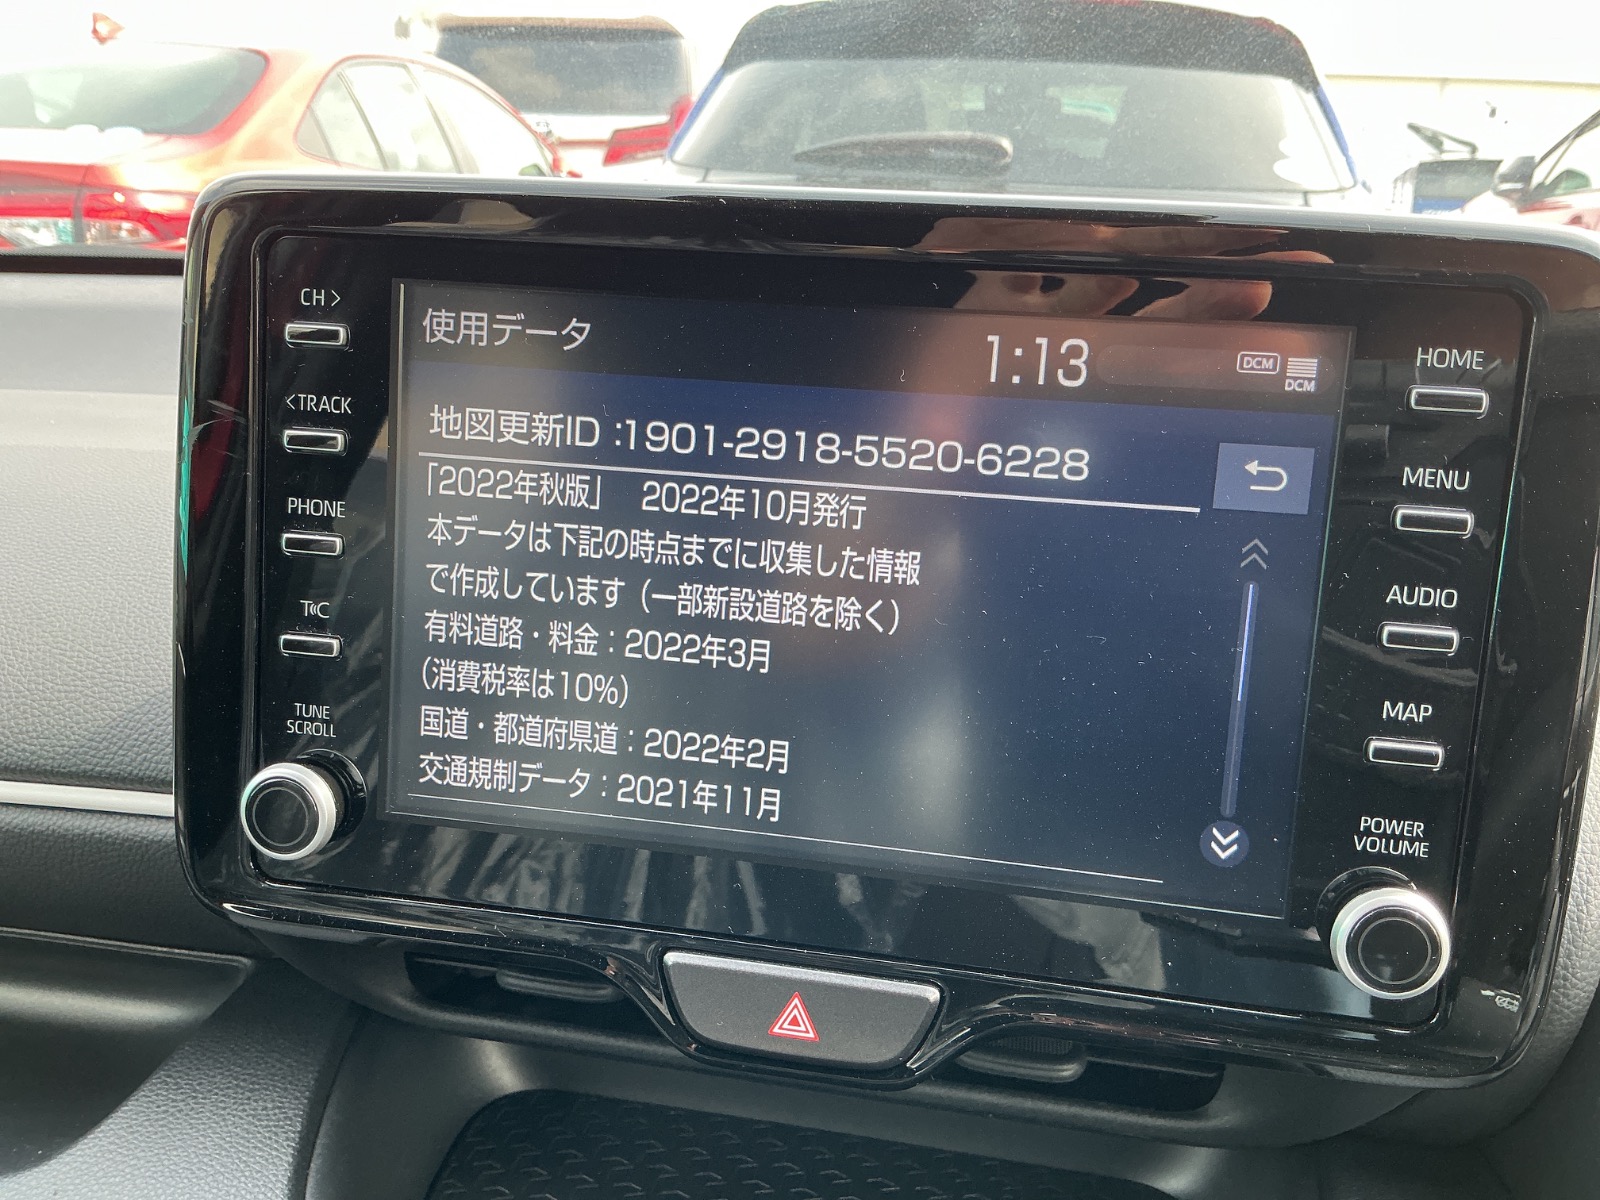 CH >
<TRACK
PHONE
TUNE
SCROLL
使用データ
1:13
DCM
DCM
地図更新ID :1901-2918-5520-6228
「2022年秋版」　2022年10月発行
本データは下記の時点までに収集した情報
で作成しています（一部新設道路を除く）
有料道路・料金：2022年3月
（消費税率は10%）
国道・都道府県道：2022年2月
交通規制データ：2021年11月
HOME
MENU
AUDIO
MAP
POWER
VOLUME